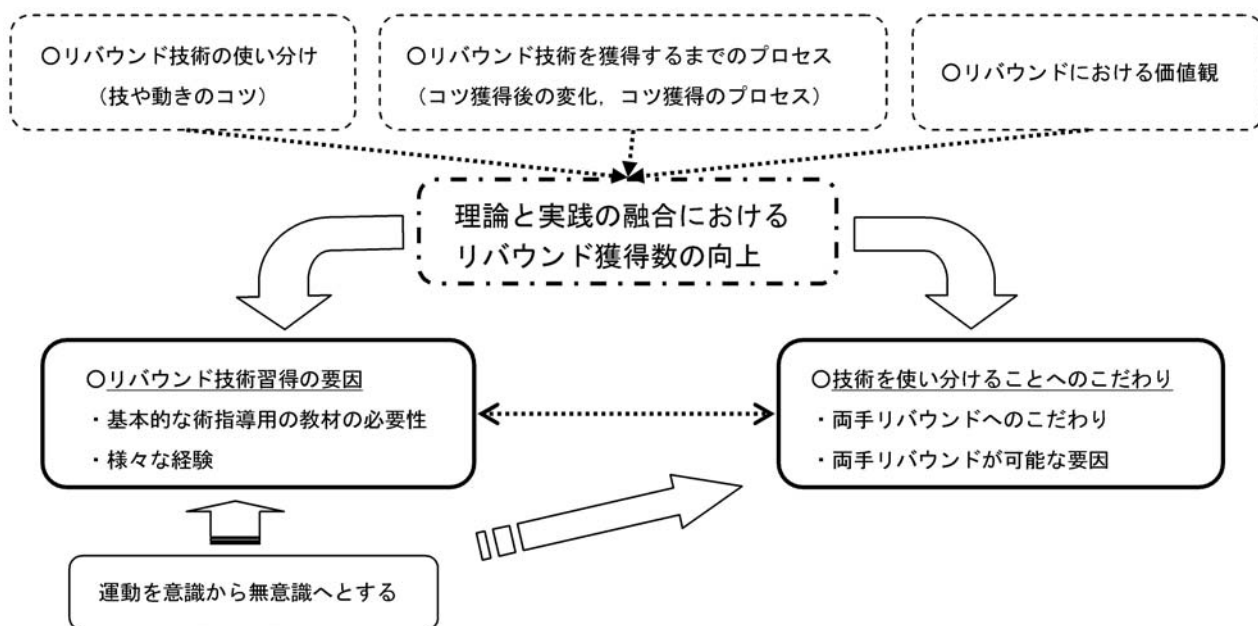 ○リバウンド技術の使い分け
（技や動きのコツ）
○リバウンド技術を獲得するまでのプロセス
（コツ獲得後の変化，コツ獲得のプロセス）
○リバウンドにおける価値観
理論と実践の融合における
リバウンド獲得数の向上
○リバウンド技術習得の要因
・基本的な術指導用の教材の必要性
・様々な経験
○技術を使い分けることへのこだわり
・両手リバウンドへのこだわり
・両手リバウンドが可能な要因
運動を意識から無意識へとする